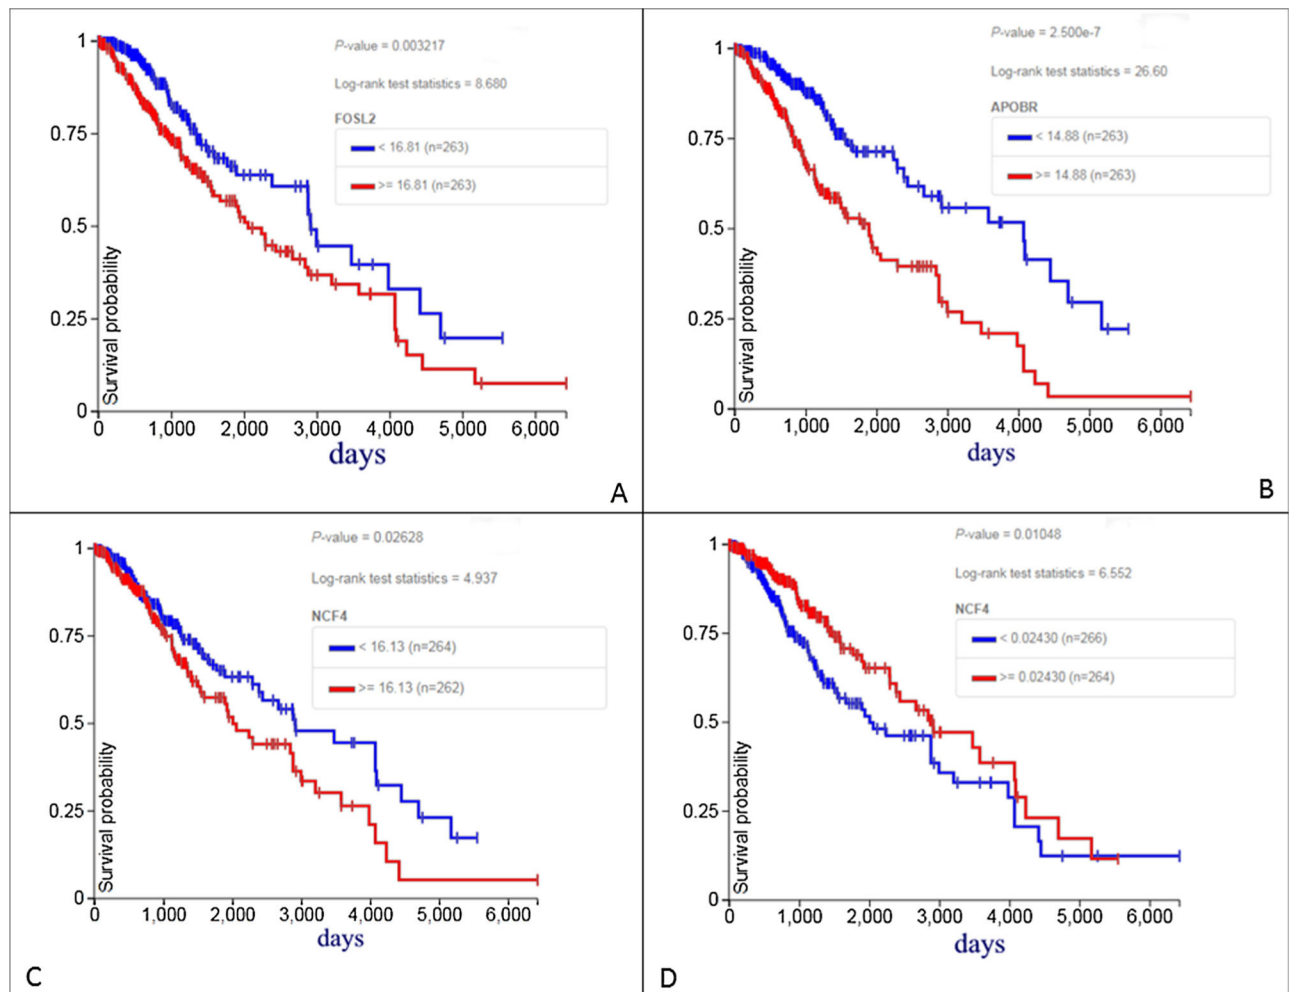 P-value = 0.003217
Log-rank test statistics = 8.680
FOSL2
< 16.81 (n=263)
>= 16.81 (n=263)
1
0.75
0.5
0.25
0
Survival probability
0 1,000 2,000 3,000 4,000 5,000 6,000
days
A
P-value = 2.500e-7
Log-rank test statistics = 26.60
APOBR
< 14.88 (n=263)
>= 14.88 (n=263)
1
0.75
0.5
0.25
0
Survival probability
0 1,000 2,000 3,000 4,000 5,000 6,000
days
B
P-value = 0.02628
Log-rank test statistics = 4.937
NCF4
< 16.13 (n=264)
>= 16.13 (n=262)
1
0.75
0.5
0.25
0
Survival probability
0 1,000 2,000 3,000 4,000 5,000 6,000
days
C
P-value = 0.01048
Log-rank test statistics = 6.552
NCF4
< 0.02430 (n=266)
>= 0.02430 (n=264)
1
0.75
0.5
0.25
0
Survival probability
0 1,000 2,000 3,000 4,000 5,000 6,000
days
D